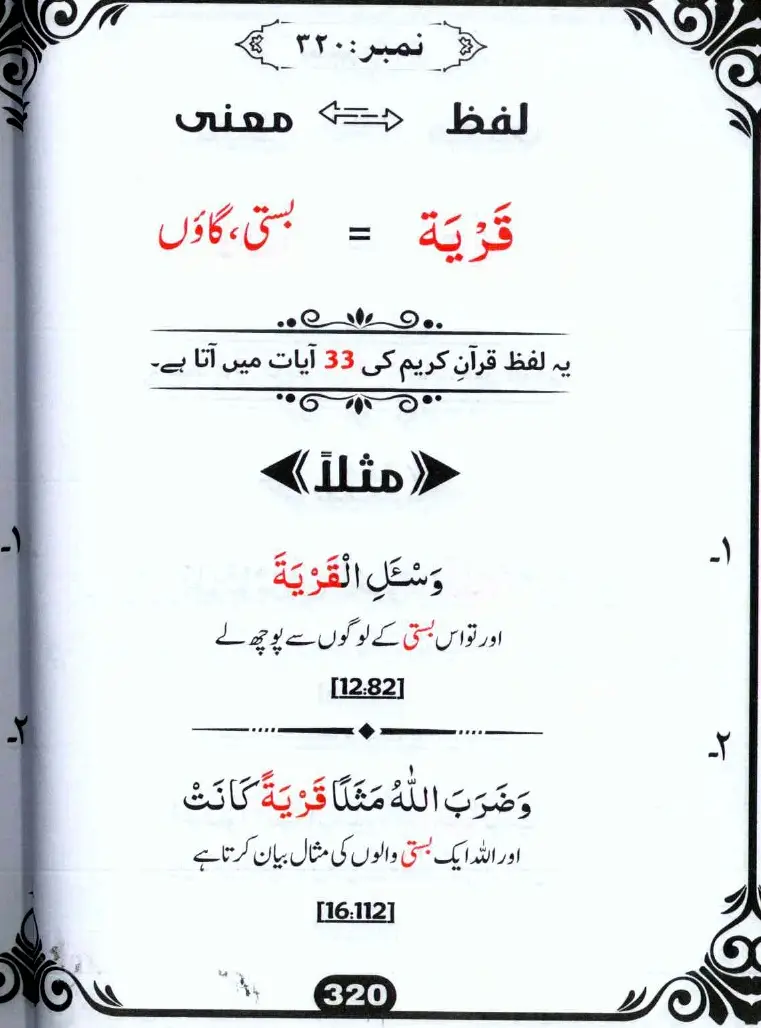 نمبر:۳۲۰
لفظ ⇐⇒ معنی
قَرْيَة = بستی، گاؤں
یہ لفظ قرآنِ کریم کی 33 آیات میں آتا ہے۔
مثلاً
۱۔
وَسْـَٔلِ الْقَرْيَةَ
اور تو اس بستی کے لوگوں سے پوچھ لے
[12:82]
۲۔
وَضَرَبَ اللّٰهُ مَثَلًا قَرْيَةً كَانَتْ
اور اللہ ایک بستی والوں کی مثال بیان کرتا ہے
[16:112]
320